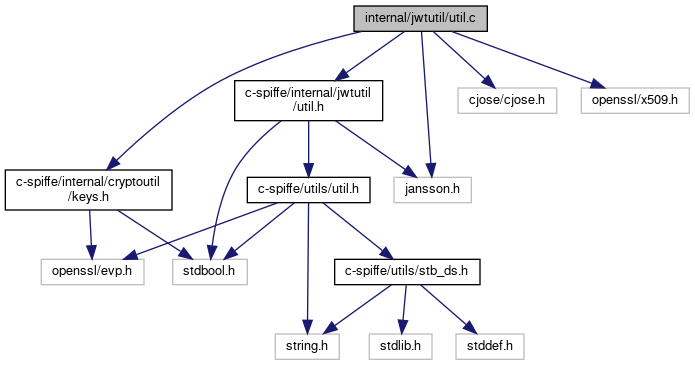 internal/jwtutil/util.c
c-spiffe/internal/jwtutil
/util.h
cjose/cjose.h
openssl/x509.h
c-spiffe/internal/cryptoutil
/keys.h
c-spiffe/utils/util.h
jansson.h
openssl/evp.h
stdbool.h
c-spiffe/utils/stb_ds.h
string.h
stdlib.h
stddef.h